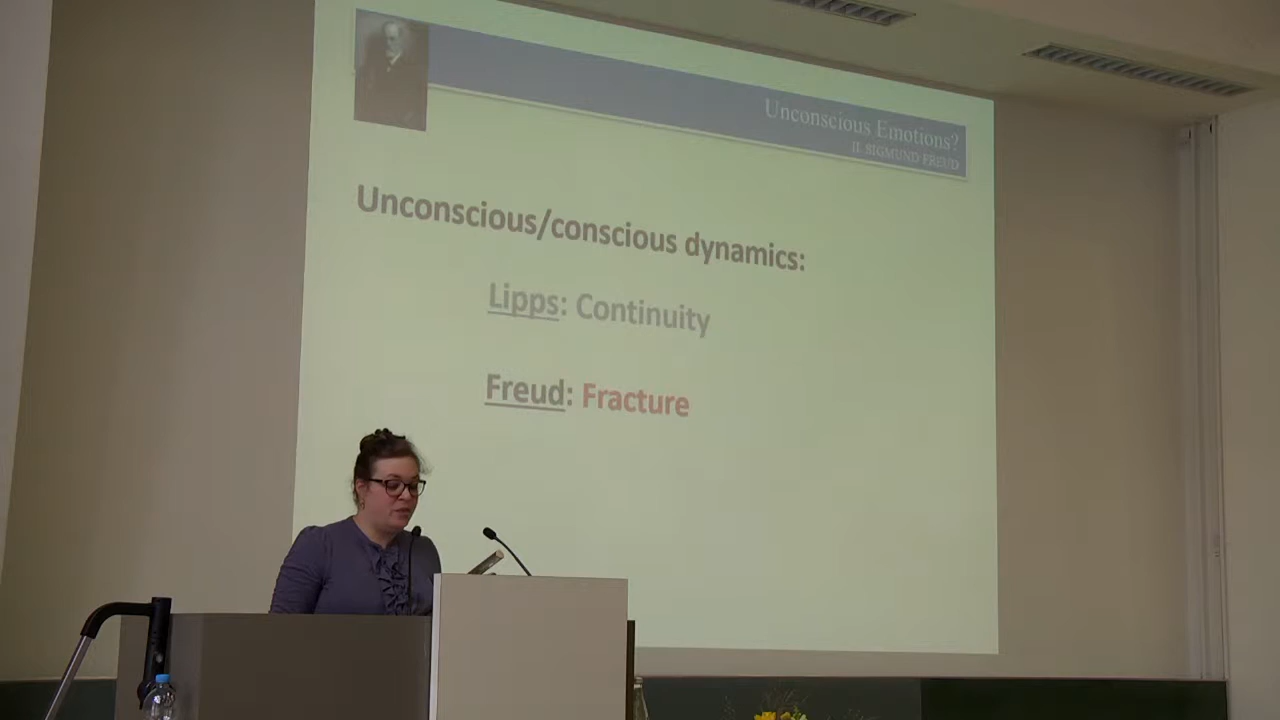 Unconscious Emotions?
II. SIGMUND FREUD
Unconscious/conscious dynamics:
Lipps: Continuity
Freud: Fracture